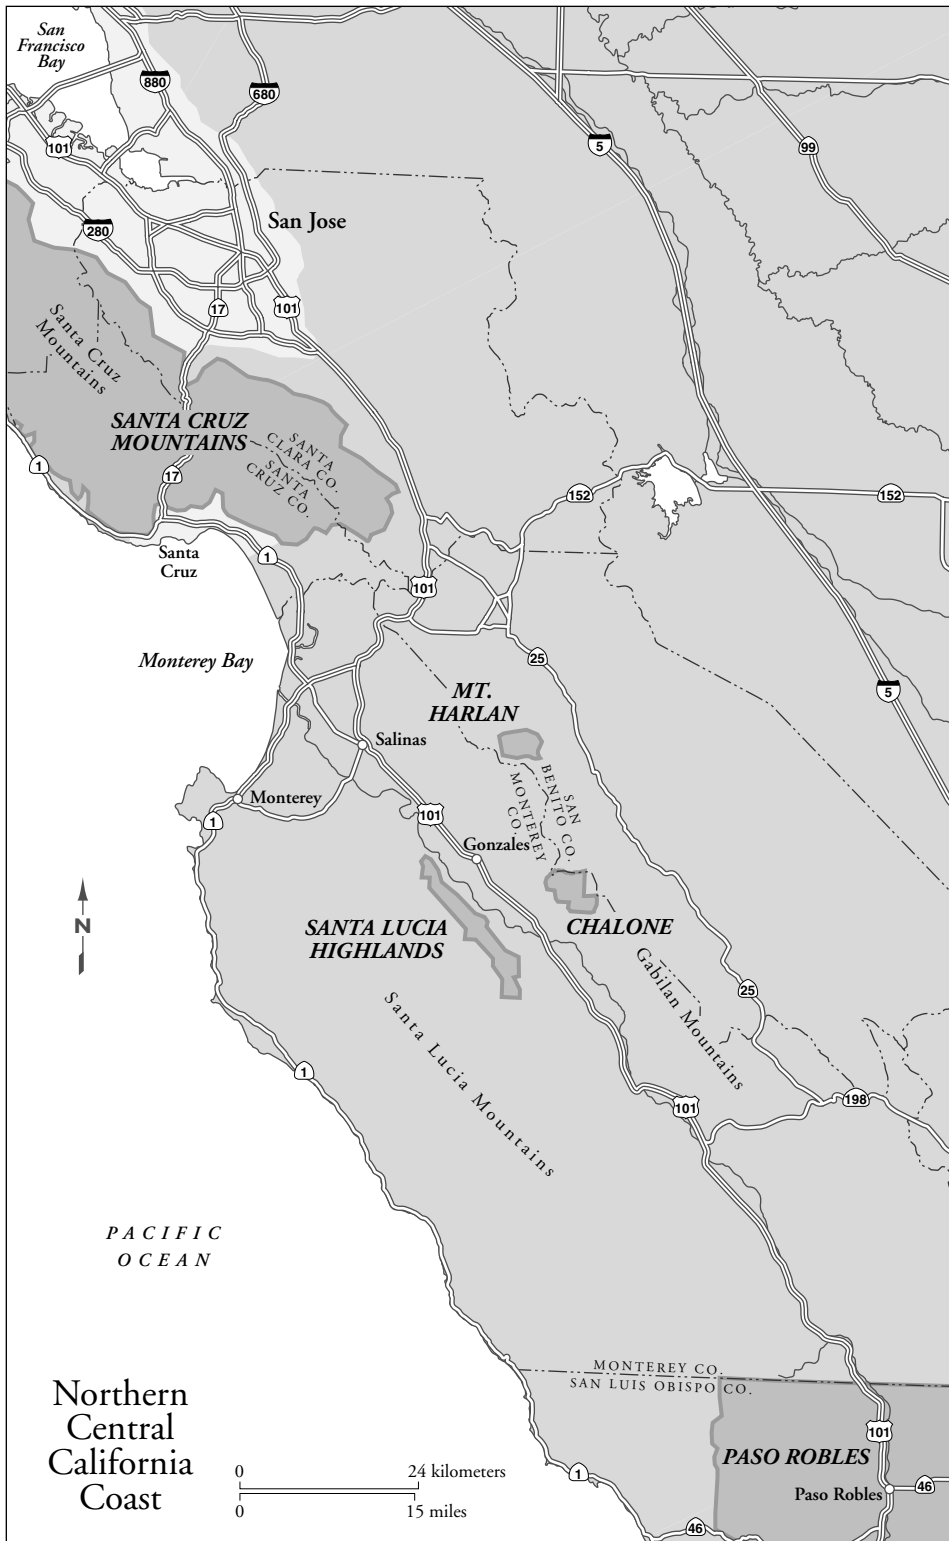 San
Francisco
Bay
880
680
101
5
99
280
San Jose
17
101
Santa Cruz
Mountains
SANTA CRUZ
MOUNTAINS
SANTA
CLARA CO.
SANTA
CRUZ CO.
1
17
152
152
Santa
Cruz
1
101
Monterey Bay
25
5
MT.
HARLAN
Salinas
SAN
BENITO CO.
MONTEREY
CO.
Monterey
1
101
Gonzales
N
SANTA LUCIA
HIGHLANDS
CHALONE
Gabilan Mountains
25
Santa Lucia Mountains
1
101
198
PACIFIC
OCEAN
MONTEREY CO.
SAN LUIS OBISPO CO.
Northern
Central
California
Coast
0
24 kilometers
0
15 miles
101
PASO ROBLES
1
Paso Robles
46
46